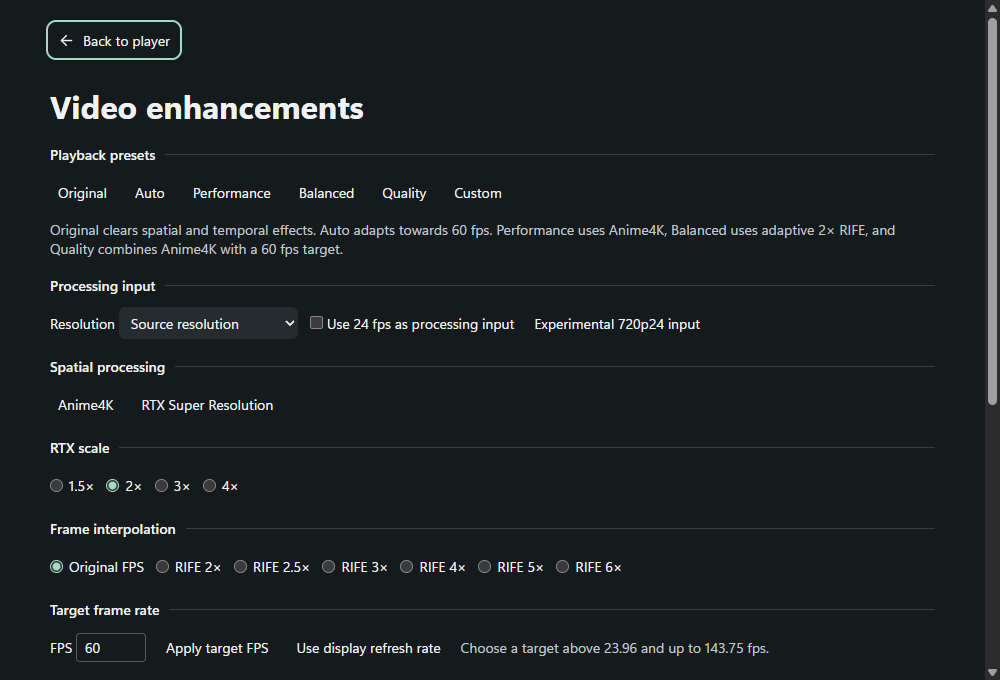 Back to player
Video enhancements
Playback presets
Original Auto Performance Balanced Quality Custom
Original clears spatial and temporal effects. Auto adapts towards 60 fps. Performance uses Anime4K, Balanced uses adaptive 2× RIFE, and
Quality combines Anime4K with a 60 fps target.
Processing input
Resolution Source resolution Use 24 fps as processing input Experimental 720p24 input
Spatial processing
Anime4K RTX Super Resolution
RTX scale
1.5× 2× 3× 4×
Frame interpolation
Original FPS RIFE 2× RIFE 2.5× RIFE 3× RIFE 4× RIFE 5× RIFE 6×
Target frame rate
FPS 60 Apply target FPS Use display refresh rate Choose a target above 23.96 and up to 143.75 fps.